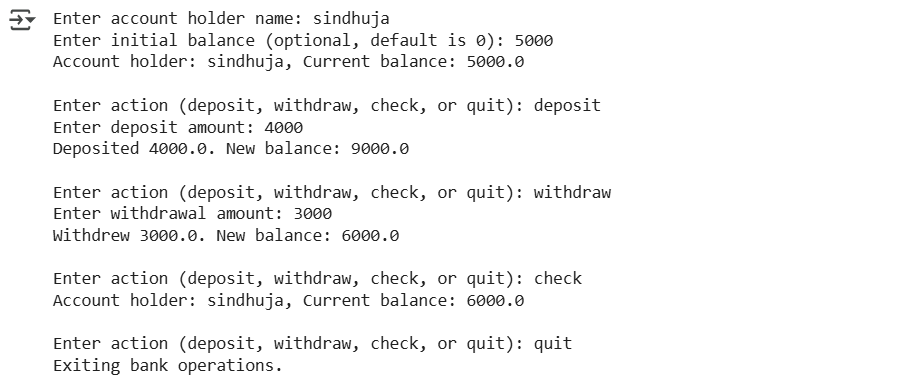 Enter account holder name: sindhuja
Enter initial balance (optional, default is 0): 5000
Account holder: sindhuja, Current balance: 5000.0
Enter action (deposit, withdraw, check, or quit): deposit
Enter deposit amount: 4000
Deposited 4000.0. New balance: 9000.0
Enter action (deposit, withdraw, check, or quit): withdraw
Enter withdrawal amount: 3000
Withdrew 3000.0. New balance: 6000.0
Enter action (deposit, withdraw, check, or quit): check
Account holder: sindhuja, Current balance: 6000.0
Enter action (deposit, withdraw, check, or quit): quit
Exiting bank operations.